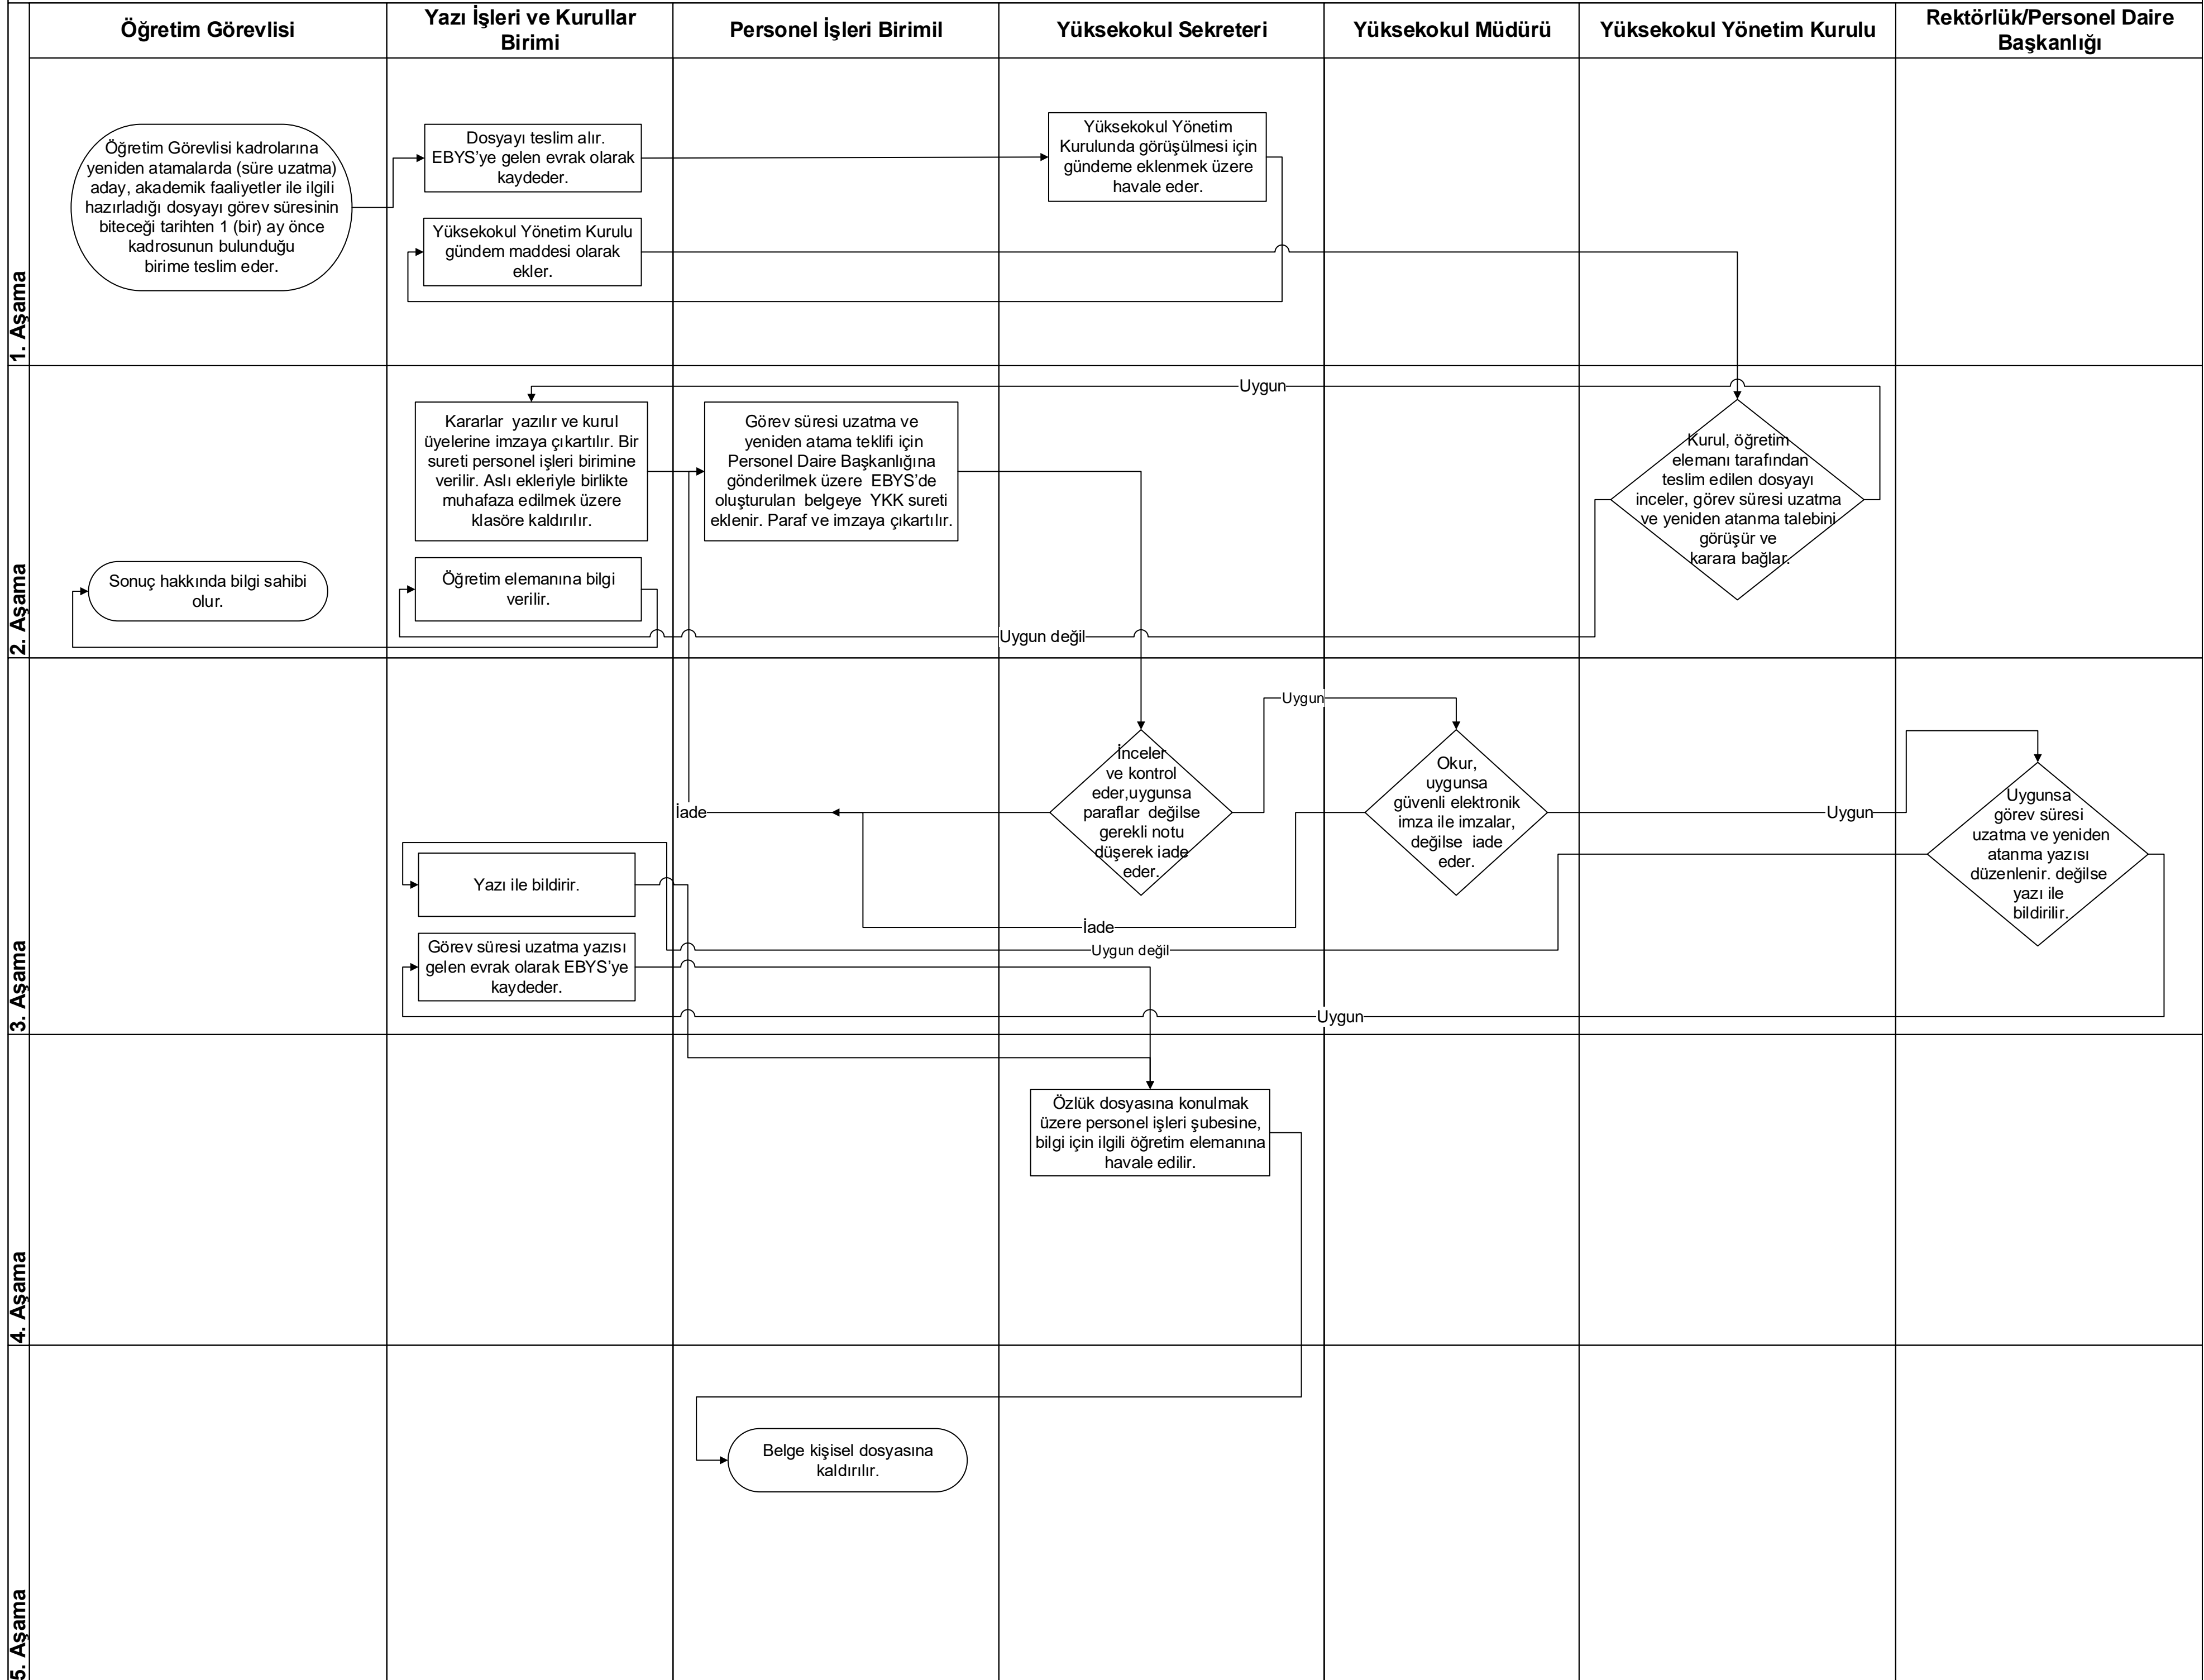 Öğretim Görevlisi
Yazı İşleri ve Kurullar
Birimi
Personel İşleri Birimil
Yüksekokul Sekreteri
Yüksekokul Müdürü
Yüksekokul Yönetim Kurulu
Rektörlük/Personel Daire
Başkanlığı
1. Aşama
Öğretim Görevlisi kadrolarına
yeniden atamalarda (süre uzatma)
aday, akademik faaliyetler ile ilgili
hazırladığı dosyayı görev süresinin
biteceği tarihten 1 (bir) ay önce
kadrosunun bulunduğu
birime teslim eder.
Dosyayı teslim alır.
EBYS’ye gelen evrak olarak
kaydeder.
Yüksekokul Yönetim
Kurulunda görüşülmesi için
gündeme eklenmek üzere
havale eder.
Yüksekokul Yönetim Kurulu
gündem maddesi olarak
ekler.
2. Aşama
Uygun
Kararlar  yazılır ve kurul
üyelerine imzaya çıkartılır. Bir
sureti personel işleri birimine
verilir. Aslı ekleriyle birlikte
muhafaza edilmek üzere
klasöre kaldırılır.
Görev süresi uzatma ve
yeniden atama teklifi için
Personel Daire Başkanlığına
gönderilmek üzere  EBYS’de
oluşturulan  belgeye  YKK sureti
eklenir. Paraf ve imzaya çıkartılır.
Kurul, öğretim
elemanı tarafından
teslim edilen dosyayı
inceler, görev süresi uzatma
ve yeniden atanma talebini
görüşür ve
karara bağlar.
Sonuç hakkında bilgi sahibi
olur.
Öğretim elemanına bilgi
verilir.
Uygun değil
3. Aşama
Uygun
İnceler
ve kontrol
eder,uygunsa
paraflar  değilse
gerekli notu
düşerek iade
eder.
Okur,
uygunsa
güvenli elektronik
imza ile imzalar,
değilse  iade
eder.
Uygun
Uygunsa
görev süresi
uzatma ve yeniden
atanma yazısı
düzenlenir. değilse
yazı ile
bildirilir.
İade
Yazı ile bildirir.
İade
Uygun değil
Görev süresi uzatma yazısı
gelen evrak olarak EBYS’ye
kaydeder.
Uygun
4. Aşama
Özlük dosyasına konulmak
üzere personel işleri şubesine,
bilgi için ilgili öğretim elemanına
havale edilir.
5. Aşama
Belge kişisel dosyasına
kaldırılır.